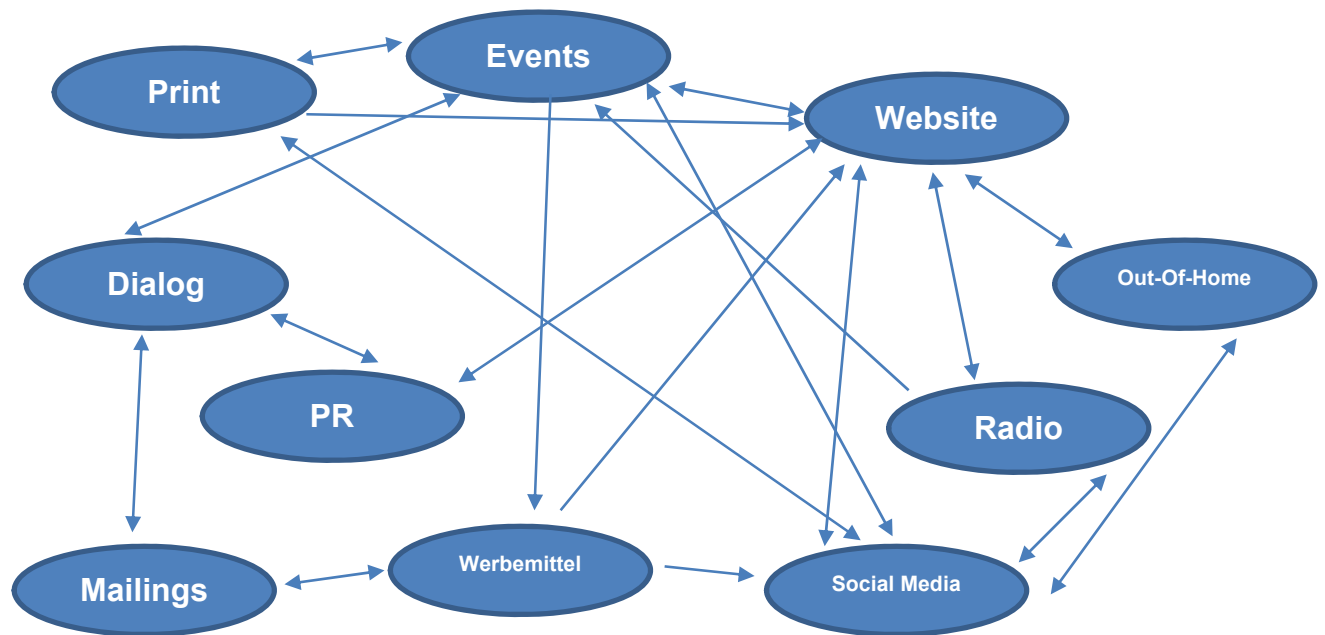 Events
Print
Website
Dialog
Out-Of-Home
PR
Radio
Werbemittel
Social Media
Mailings